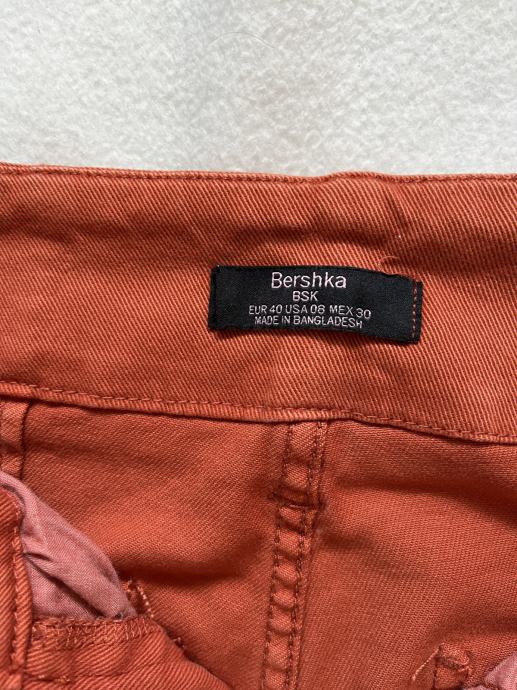 Bershka
BSK
EUR 40 USA 08 MEX 30
MADE IN BANGLADESH